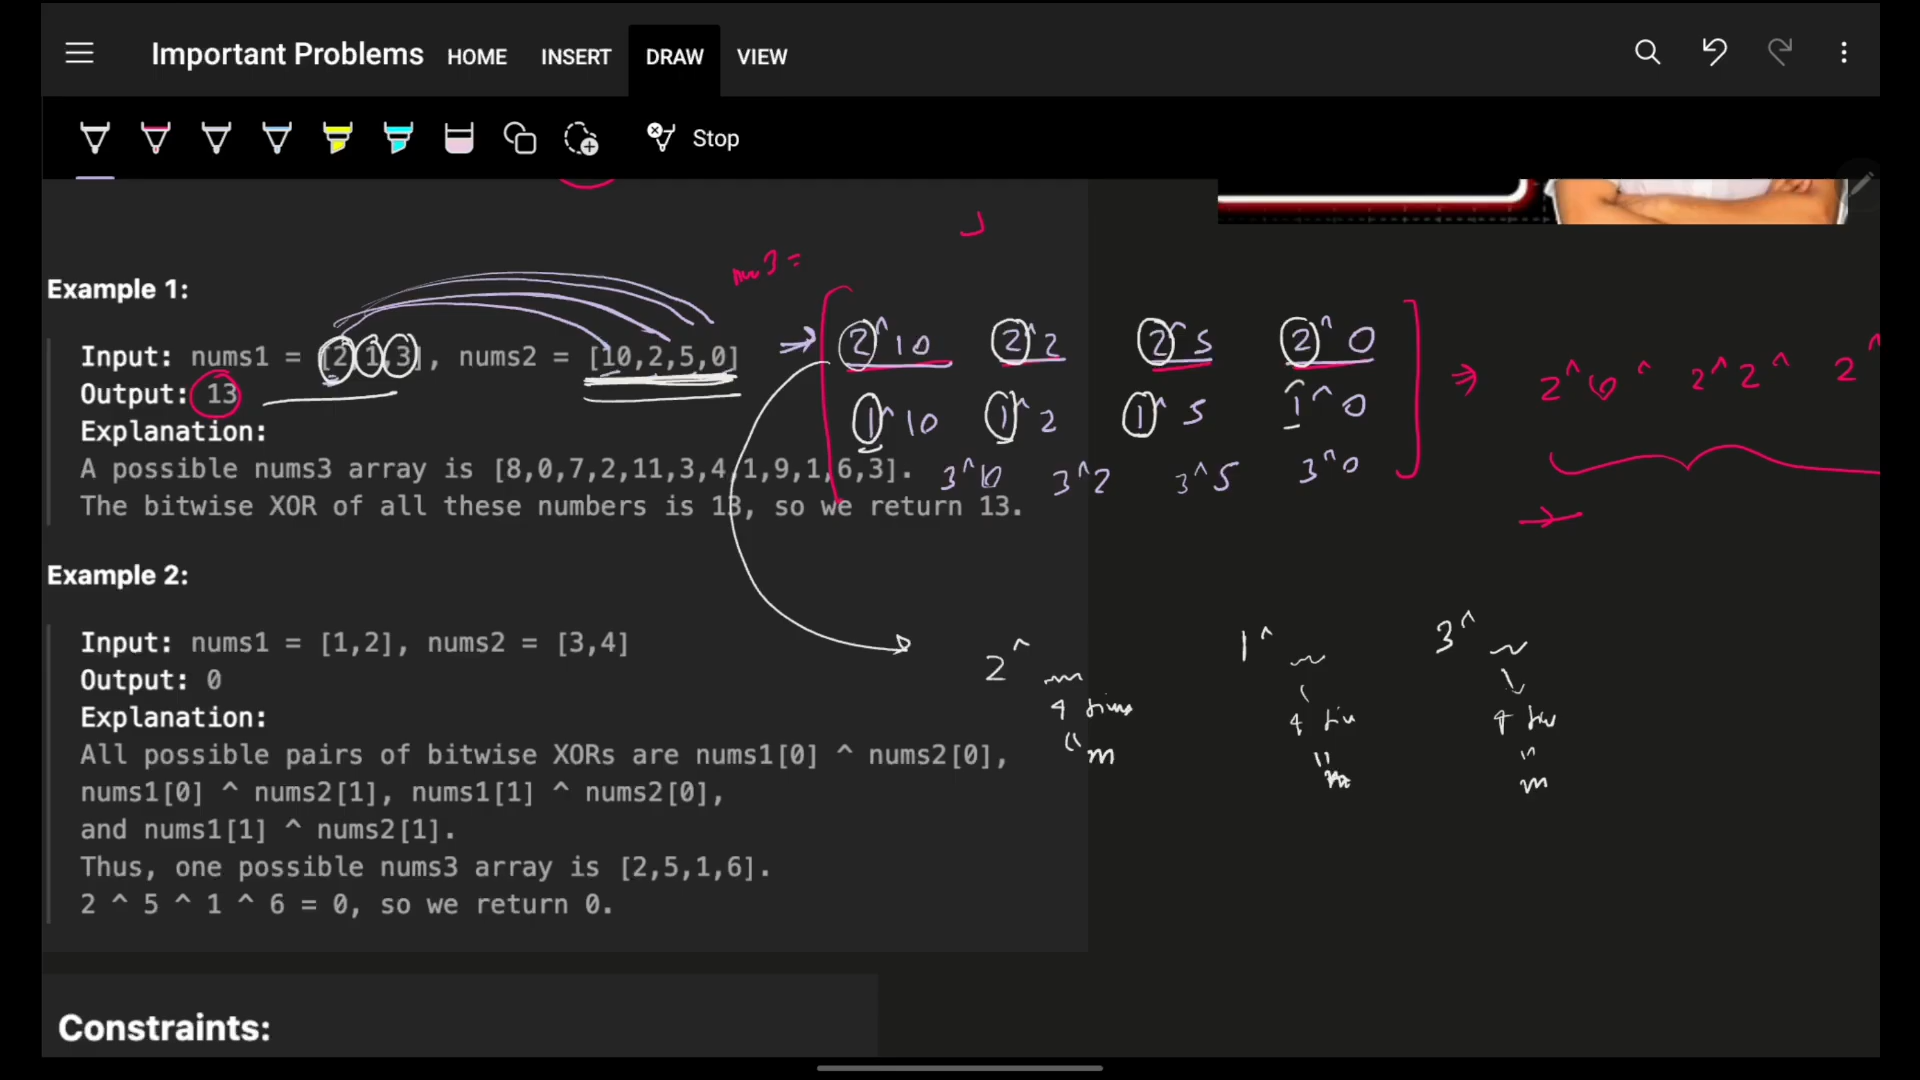 Important Problems HOME INSERT DRAW VIEW
Stop
nums3 =
Example 1:
Input: nums1 = [2,1,3], nums2 = [10,2,5,0]
Output: 13
Explanation:
A possible nums3 array is [8,0,7,2,11,3,4,1,9,1,6,3].
The bitwise XOR of all these numbers is 13, so we return 13.
2^10 2^2 2^5 2^0
1^10 1^2 1^5 1^0
3^10 3^2 3^5 3^0
2^ 2^2^ 2^
Example 2:
Input: nums1 = [1,2], nums2 = [3,4]
Output: 0
Explanation:
All possible pairs of bitwise XORs are nums1[0] ^ nums2[0],
nums1[0] ^ nums2[1], nums1[1] ^ nums2[0],
and nums1[1] ^ nums2[1].
Thus, one possible nums3 array is [2,5,1,6].
2 ^ 5 ^ 1 ^ 6 = 0, so we return 0.
2^ 1^ 3^
4 times 4 4
m m m
Constraints: